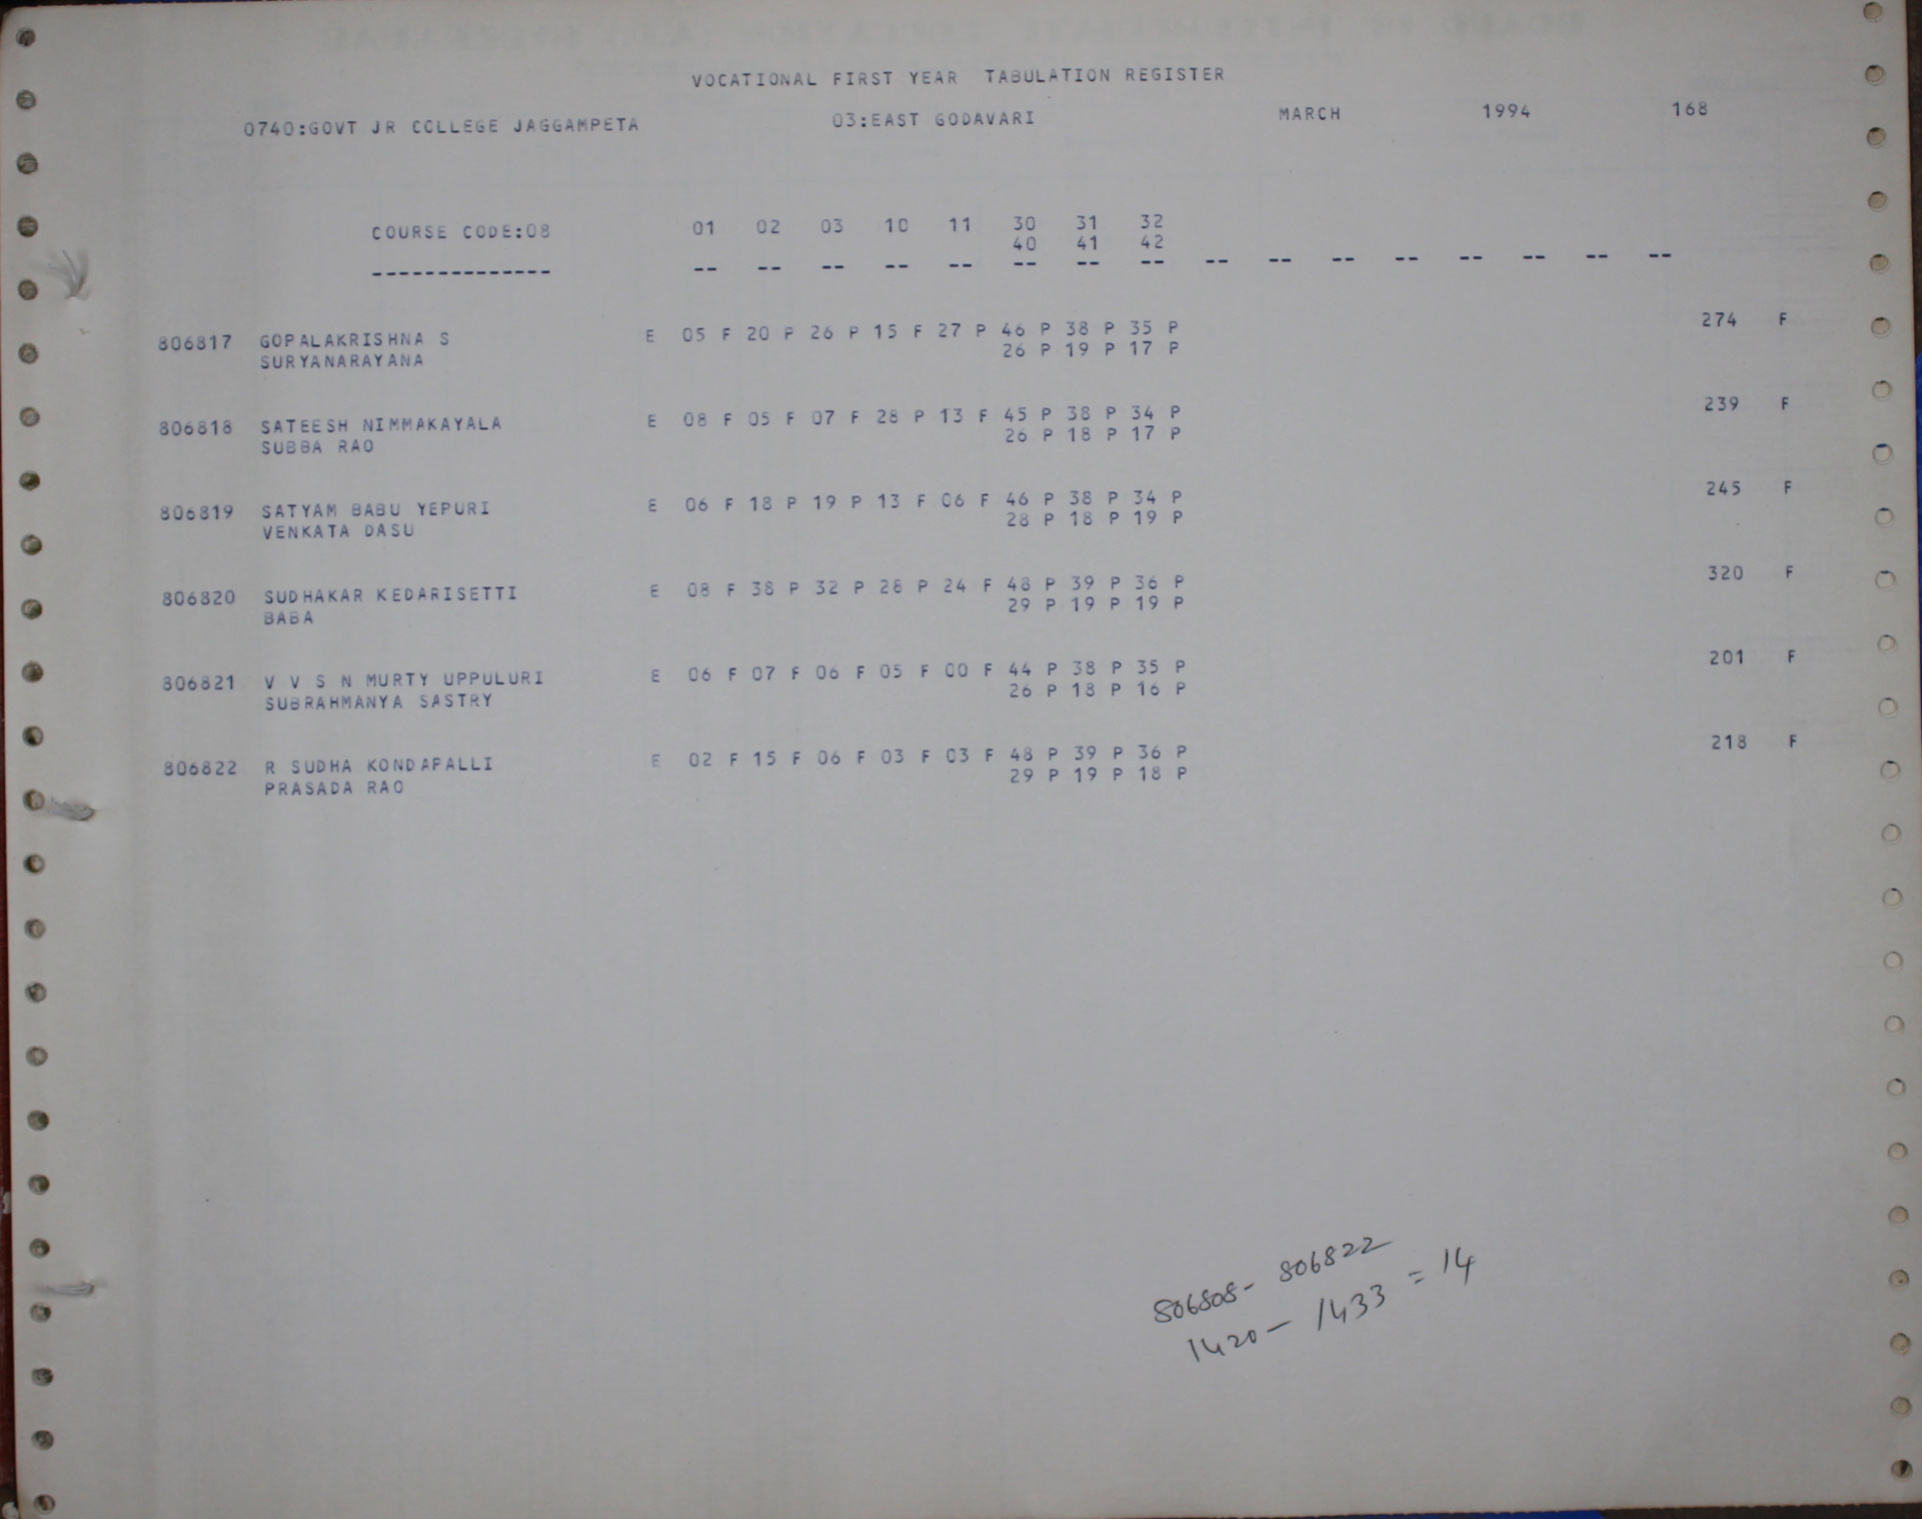 VOCATIONAL FIRST YEAR TABULATION REGISTER
0740:GOVT JR COLLEGE JAGGAMPETA 03:EAST GODAVARI MARCH 1994 168
COURSE CODE:08 01 02 03 10 11 30 31 32
40 41 42
-------------- -- -- -- -- -- -- -- -- -- -- -- -- -- -- -- --
806817 GOPALAKRISHNA S E 05 F 20 P 26 P 15 F 27 P 46 P 38 P 35 P 274 F
SURYANARAYANA 26 P 19 P 17 P
806818 SATEESH NIMMAKAYALA E 08 F 05 F 07 F 28 P 13 F 45 P 38 P 34 P 239 F
SUBBA RAO 26 P 18 P 17 P
806819 SATYAM BABU YEPURI E 06 F 18 P 19 P 13 F 06 F 46 P 38 P 34 P 245 F
VENKATA DASU 28 P 18 P 19 P
806820 SUDHAKAR KEDARISETTI E 08 F 38 P 32 P 28 P 24 F 48 P 39 P 36 P 320 F
BABA 29 P 19 P 19 P
806821 V V S N MURTY UPPULURI E 06 F 07 F 06 F 05 F 00 F 44 P 38 P 35 P 201 F
SUBRAHMANYA SASTRY 26 P 18 P 16 P
806822 R SUDHA KONDAPALLI E 02 F 15 F 06 F 03 F 03 F 48 P 39 P 36 P 218 F
PRASADA RAO 29 P 19 P 18 P
806808- 806822
1420 - 1433 = 14